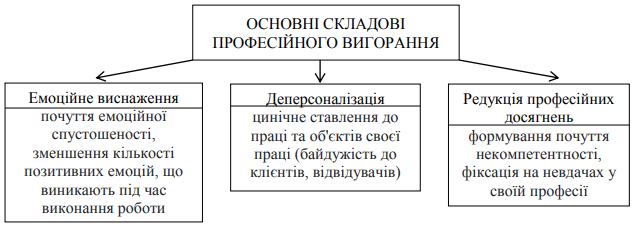 ОСНОВНІ СКЛАДОВІ
ПРОФЕСІЙНОГО ВИГОРАННЯ
Емоційне виснаження
почуття емоційної
спустошеності,
зменшення кількості
позитивних емоцій, що
виникають під час
виконання роботи
Деперсоналізація
цинічне ставлення до
праці та об'єктів своєї
праці (байдужість до
клієнтів, відвідувачів)
Редукція професійних
досягнень
формування почуття
некомпетентності,
фіксація на невдачах у
своїй професії